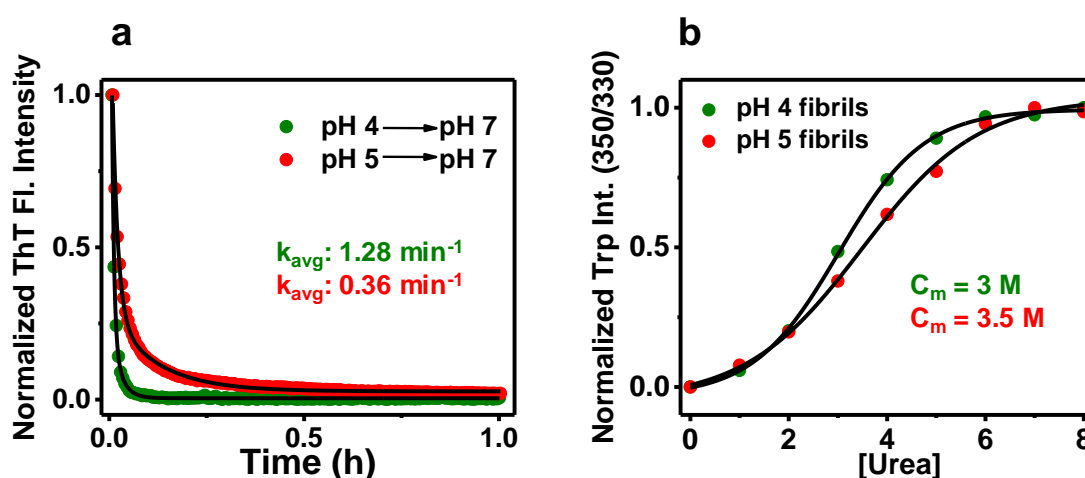 a
Normalized ThT Fl. Intensity
1.0
0.5
0.0
pH 4 → pH 7
pH 5 → pH 7
kavg: 1.28 min-1
kavg: 0.36 min-1
0.0 0.5 1.0
Time (h)
b
Normalized Trp Int. (350/330)
1.0
0.5
0.0
pH 4 fibrils
pH 5 fibrils
Cm = 3 M
Cm = 3.5 M
0 2 4 6 8
[Urea]